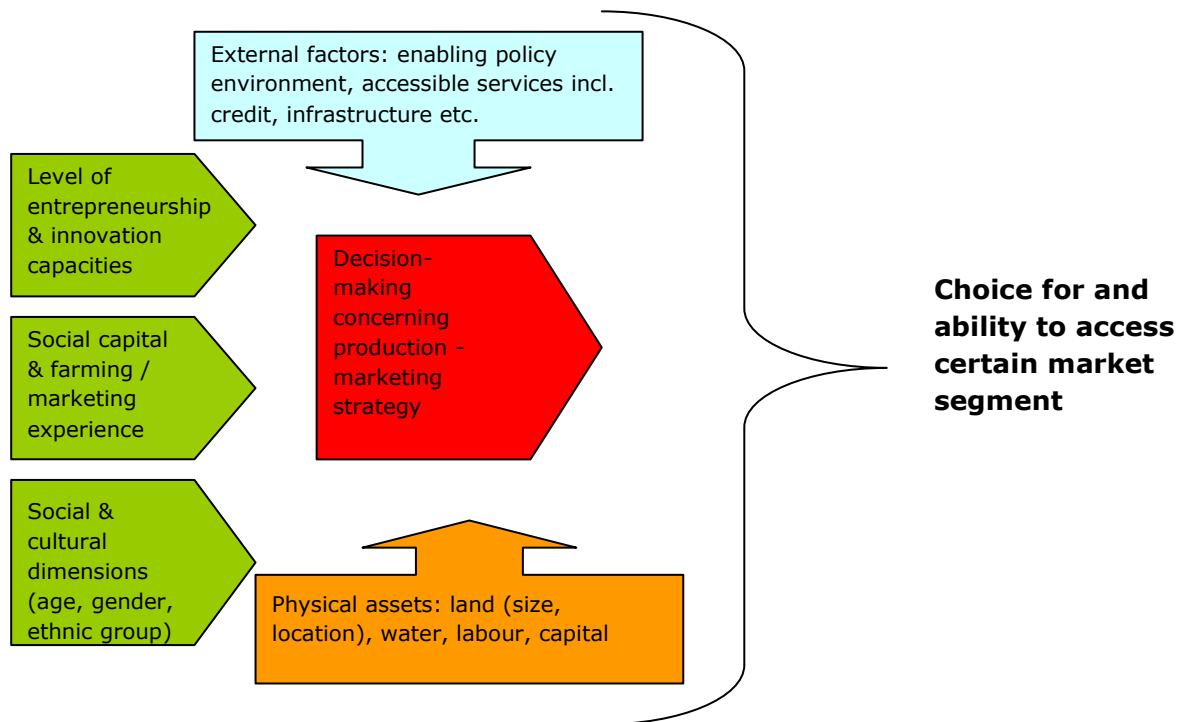 External factors: enabling policy
environment, accessible services incl.
credit, infrastructure etc.
Level of
entrepreneurship
& innovation
capacities
Social capital
& farming /
marketing
experience
Social &
cultural
dimensions
(age, gender,
ethnic group)
Decision-
making
concerning
production -
marketing
strategy
Physical assets: land (size,
location), water, labour, capital
Choice for and
ability to access
certain market
segment